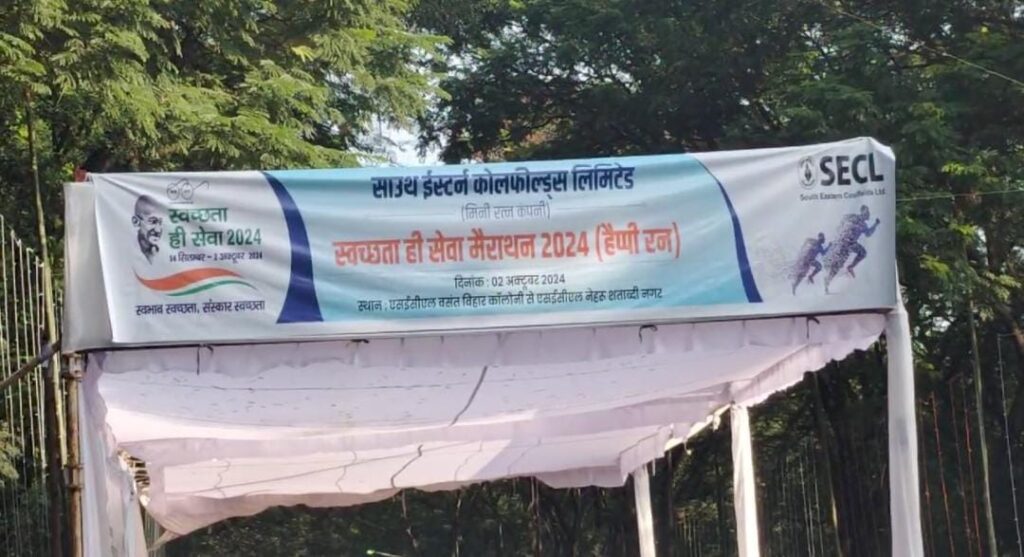 स्वच्छता
ही सेवा 2024
14 सितम्बर - 2 अक्टूबर 2024
स्वभाव स्वच्छता, संस्कार स्वच्छता
साउथ ईस्टर्न कोलफील्ड्स लिमिटेड
(मिनी रत्न कंपनी)
स्वच्छता ही सेवा मैराथन 2024 (हैप्पी रन)
दिनांक : 02 अक्टूबर 2024
स्थान : एसईसीएल वसंत विहार कॉलोनी से एसईसीएल नेहरू शताब्दी नगर
SECL
South Eastern Coalfields Ltd.